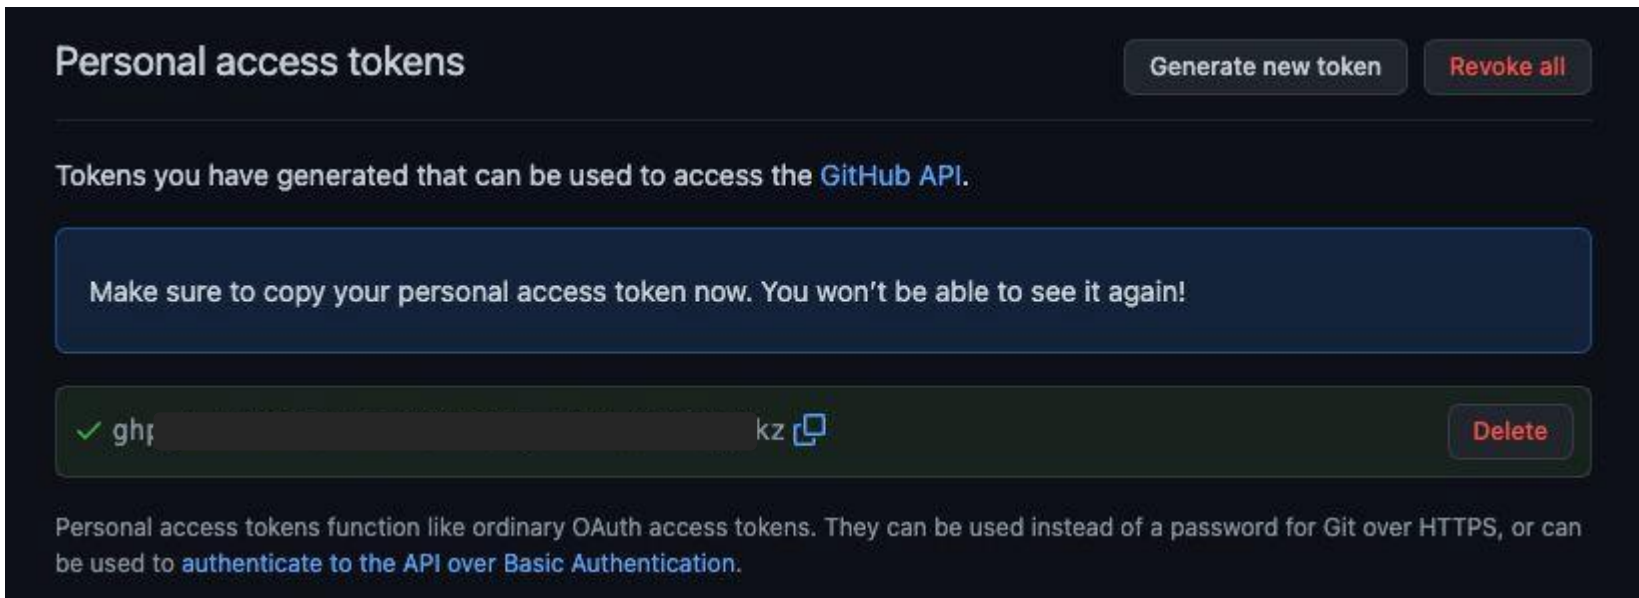 Personal access tokens
Generate new token
Revoke all
Tokens you have generated that can be used to access the GitHub API.
Make sure to copy your personal access token now. You won’t be able to see it again!
ghp kz
Delete
Personal access tokens function like ordinary OAuth access tokens. They can be used instead of a password for Git over HTTPS, or can
be used to authenticate to the API over Basic Authentication.